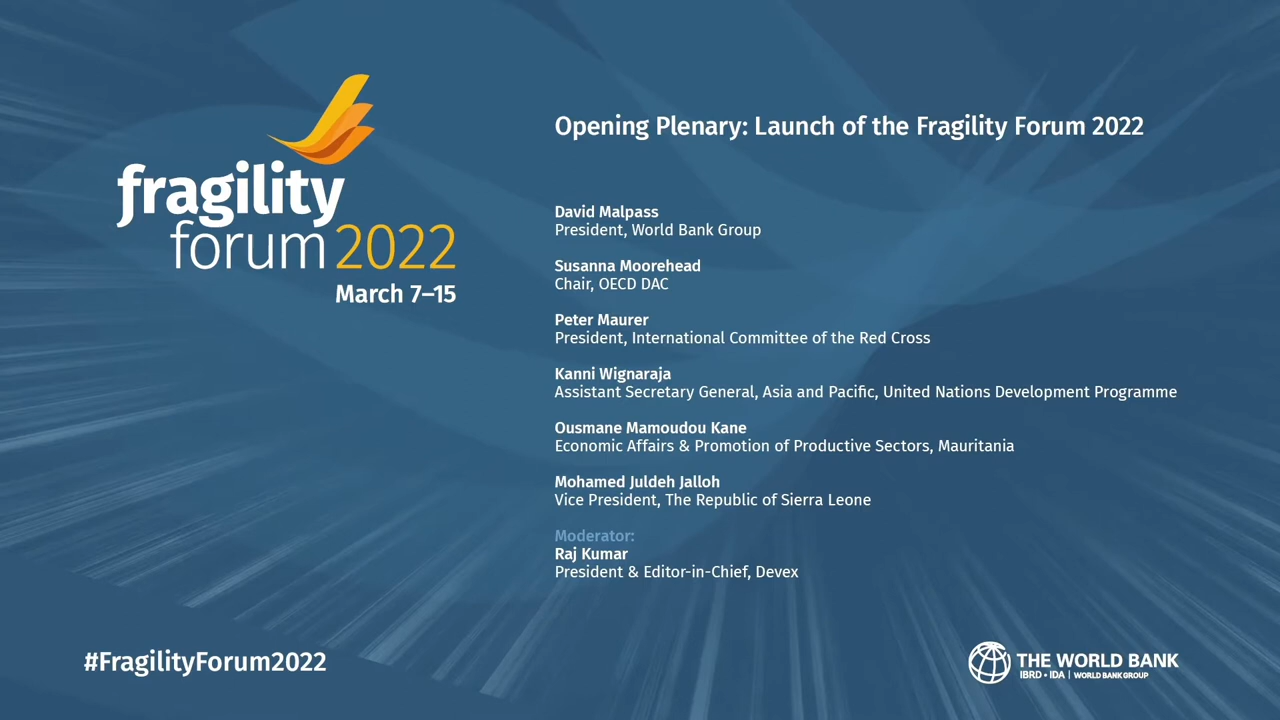 fragility
forum 2022
March 7–15
Opening Plenary: Launch of the Fragility Forum 2022
David Malpass
President, World Bank Group
Susanna Moorehead
Chair, OECD DAC
Peter Maurer
President, International Committee of the Red Cross
Kanni Wignaraja
Assistant Secretary General, Asia and Pacific, United Nations Development Programme
Ousmane Mamoudou Kane
Economic Affairs & Promotion of Productive Sectors, Mauritania
Mohamed Juldeh Jalloh
Vice President, The Republic of Sierra Leone
Moderator:
Raj Kumar
President & Editor-in-Chief, Devex
#FragilityForum2022
THE WORLD BANK
IBRD • IDA | WORLD BANK GROUP